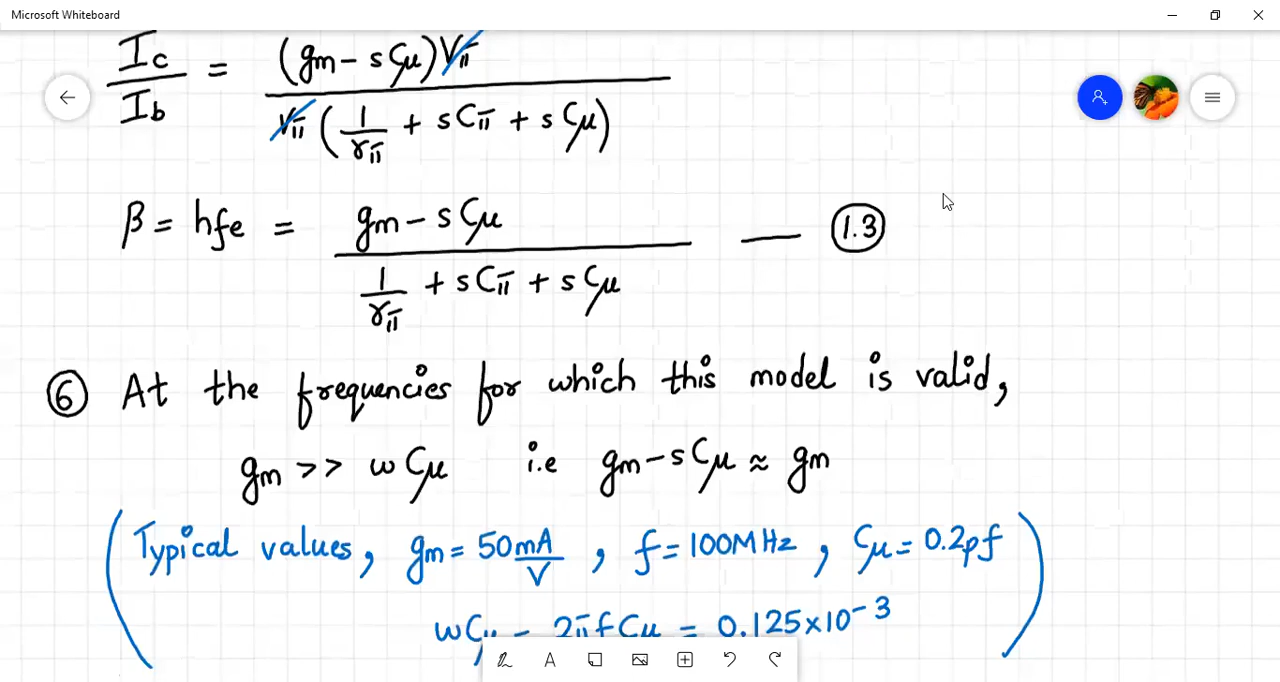 Microsoft Whiteboard
Ic/Ib = (gm - sCμ)Vπ / Vπ(1/rπ + sCπ + sCμ)
β = hfe = (gm - sCμ) / (1/rπ + sCπ + sCμ) — 1.3
6 At the frequencies for which this model is valid,
gm >> ωCμ i.e gm - sCμ ≈ gm
(Typical values, gm = 50mA/V, f = 100MHz, Cμ = 0.2pf
ωCμ = 2πfCμ = 0.125×10^-3)
A